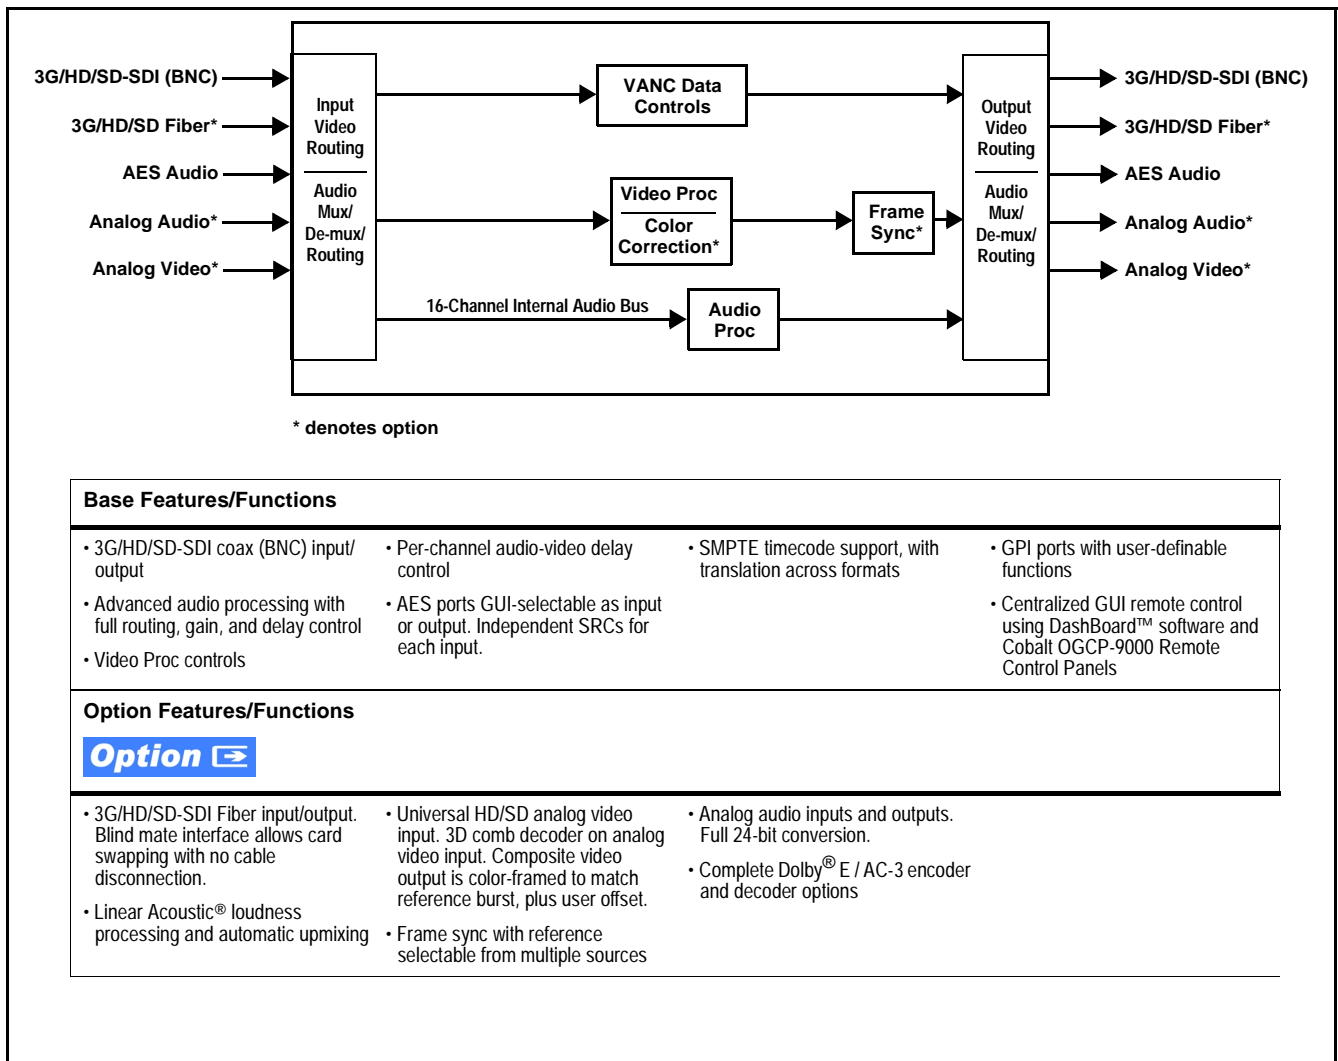 3G/HD/SD-SDI (BNC)
3G/HD/SD Fiber*
AES Audio
Analog Audio*
Analog Video*
Input
Video
Routing
Audio
Mux/
De-mux/
Routing
VANC Data
Controls
Video Proc
Color
Correction*
Frame
Sync*
16-Channel Internal Audio Bus
Audio
Proc
Output
Video
Routing
Audio
Mux/
De-mux/
Routing
3G/HD/SD-SDI (BNC)
3G/HD/SD Fiber*
AES Audio
Analog Audio*
Analog Video*
* denotes option
Base Features/Functions
• 3G/HD/SD-SDI coax (BNC) input/
output
• Advanced audio processing with
full routing, gain, and delay control
• Video Proc controls
• Per-channel audio-video delay
control
• AES ports GUI-selectable as input
or output. Independent SRCs for
each input.
• SMPTE timecode support, with
translation across formats
• GPI ports with user-definable
functions
• Centralized GUI remote control
using DashBoard™ software and
Cobalt OGCP-9000 Remote
Control Panels
Option Features/Functions
Option
• 3G/HD/SD-SDI Fiber input/output.
Blind mate interface allows card
swapping with no cable
disconnection.
• Linear Acoustic® loudness
processing and automatic upmixing
• Universal HD/SD analog video
input. 3D comb decoder on analog
video input. Composite video
output is color-framed to match
reference burst, plus user offset.
• Frame sync with reference
selectable from multiple sources
• Analog audio inputs and outputs.
Full 24-bit conversion.
• Complete Dolby® E / AC-3 encoder
and decoder options